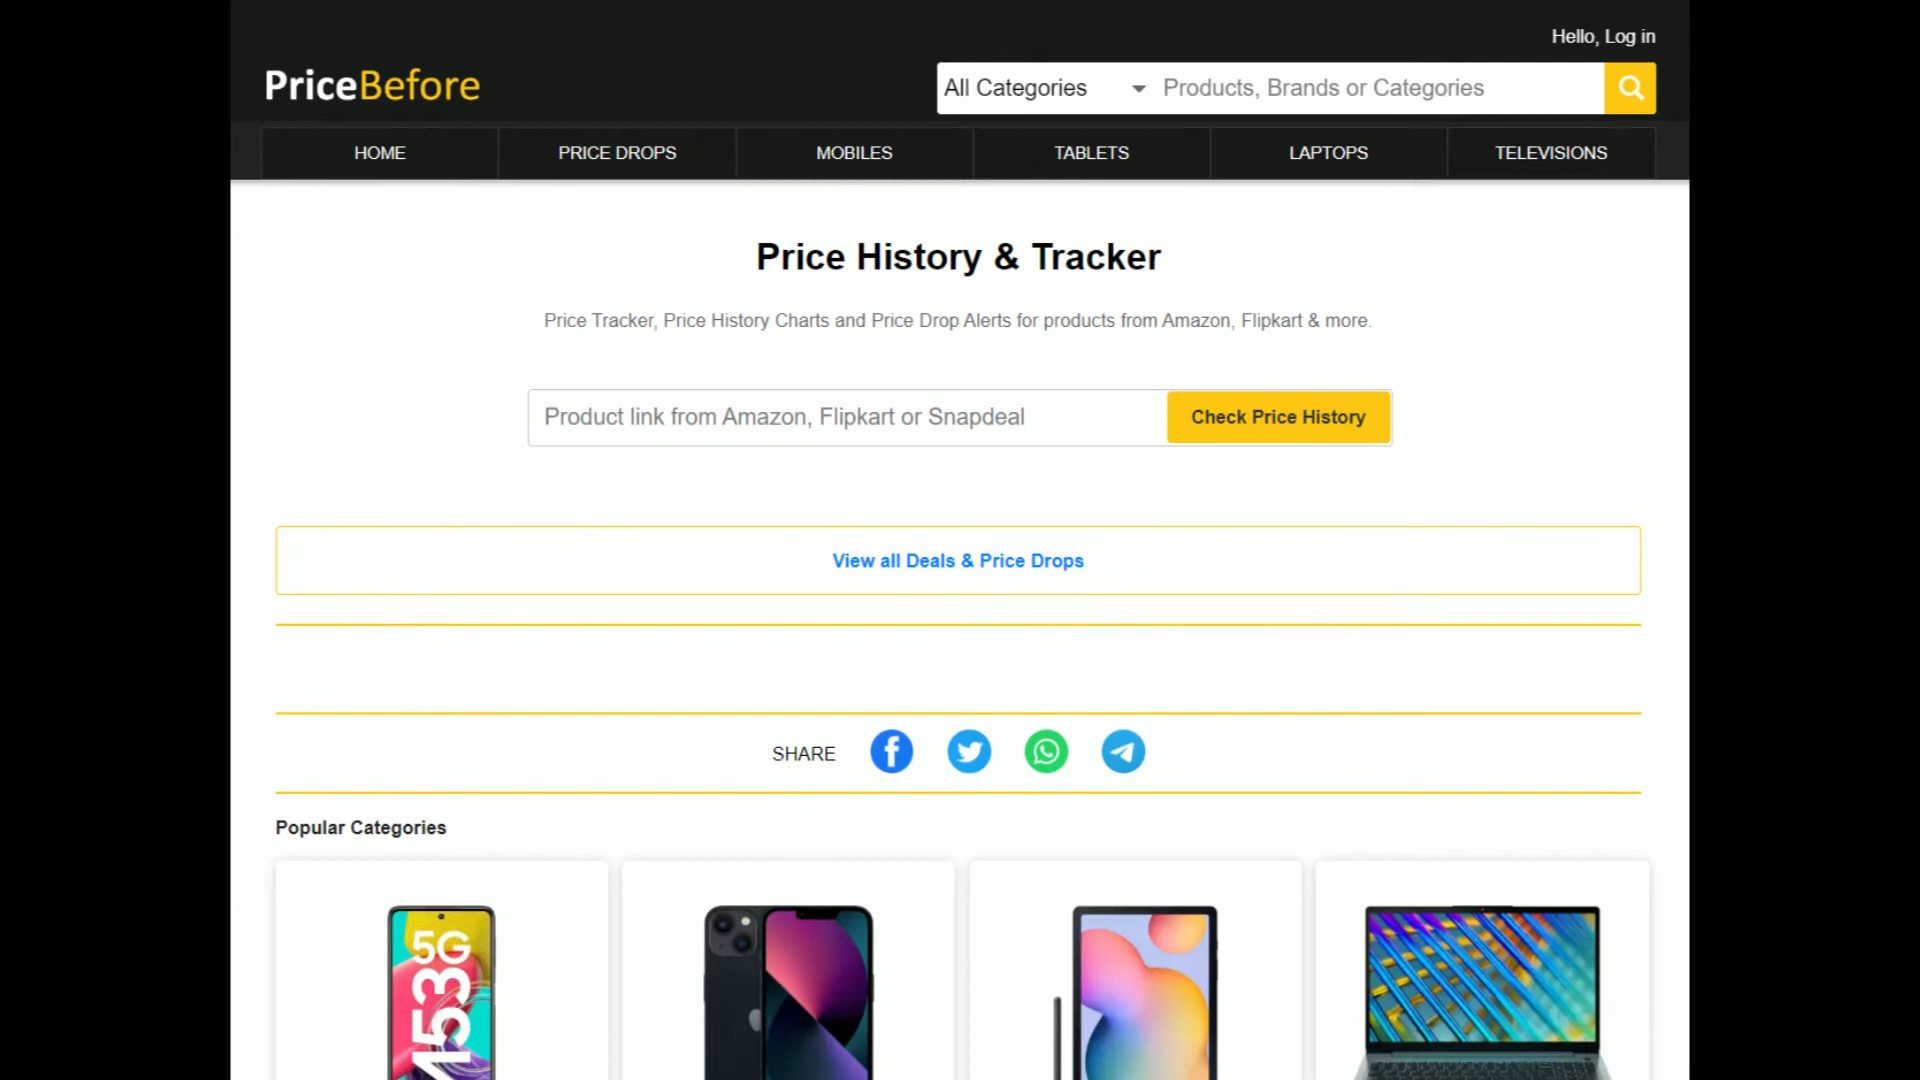 Hello, Log in
PriceBefore
All Categories
Products, Brands or Categories
HOME
PRICE DROPS
MOBILES
TABLETS
LAPTOPS
TELEVISIONS
Price History & Tracker
Price Tracker, Price History Charts and Price Drop Alerts for products from Amazon, Flipkart & more.
Product link from Amazon, Flipkart or Snapdeal
Check Price History
View all Deals & Price Drops
SHARE
Popular Categories
5G
M53